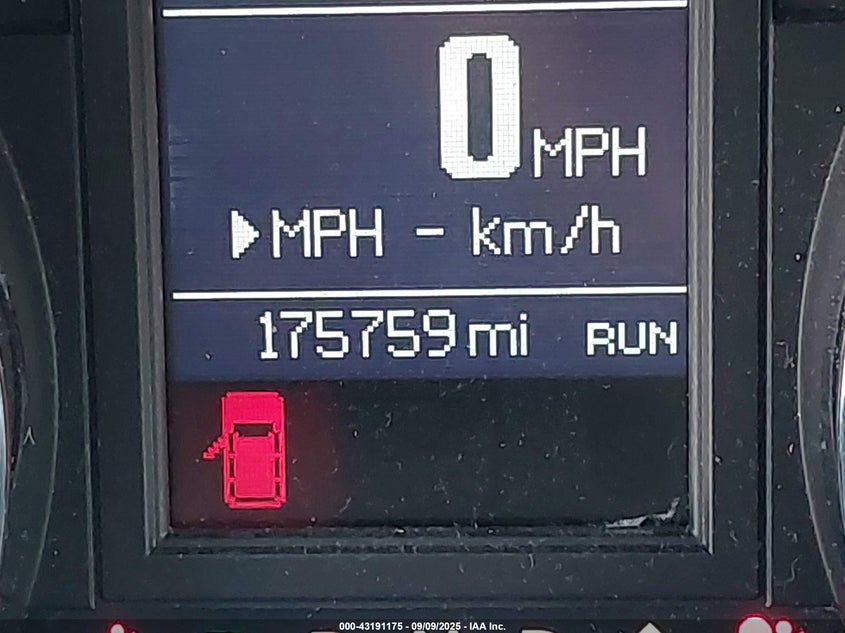 0 MPH
▶MPH - km/h
175759 mi RUN
000-43191175 - 09/09/2025 - IAA Inc.